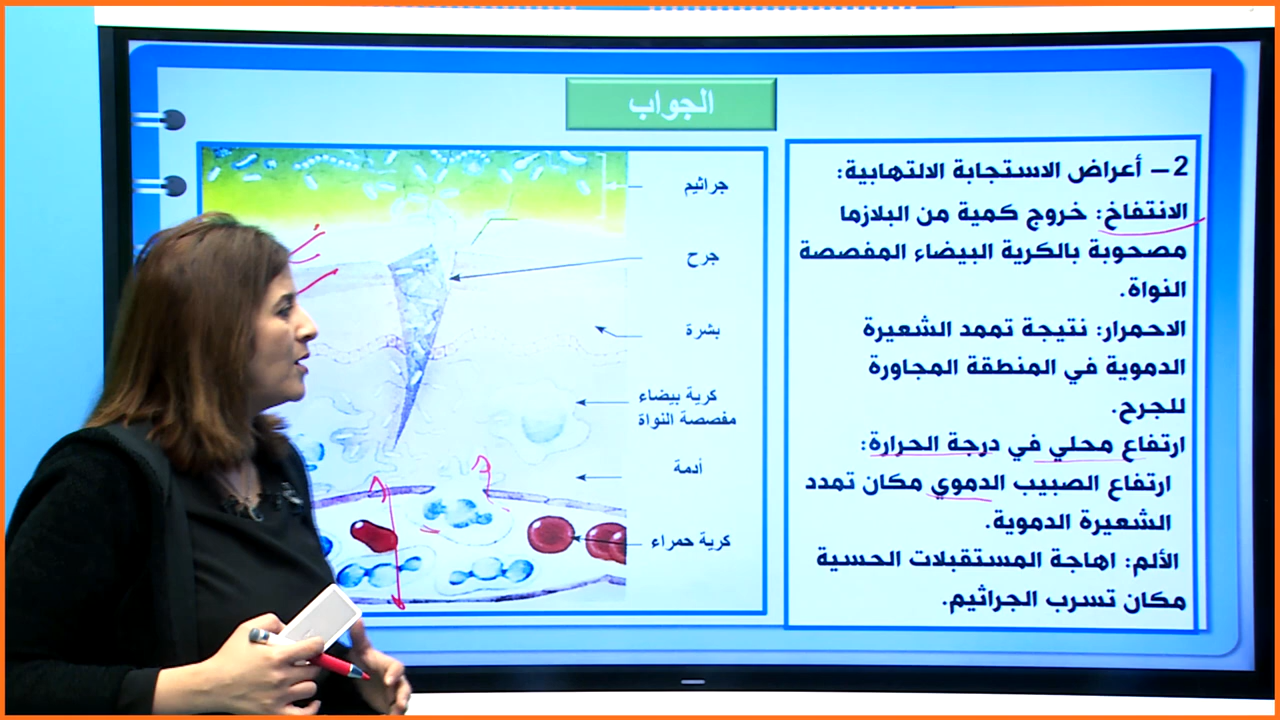 الجواب
2 – أعراض الاستجابة الالتهابية:
الانتفاخ: خروج كمية من البلازما
مصحوبة بالكرية البيضاء المفصصة
النواة.
الاحمرار: نتيجة تممد الشعيرة
الدموية في المنطقة المجاورة
للجرح.
ارتفاع محلي في درجة الحرارة:
ارتفاع الصبيب الدموي مكان تمدد
الشعيرة الدموية.
الألم: اهاجة المستقبلات الحسية
مكان تسرب الجراثيم.
جراثيم
جرح
بشرة
كرية بيضاء
مفصصة النواة
أدمة
كرية حمراء